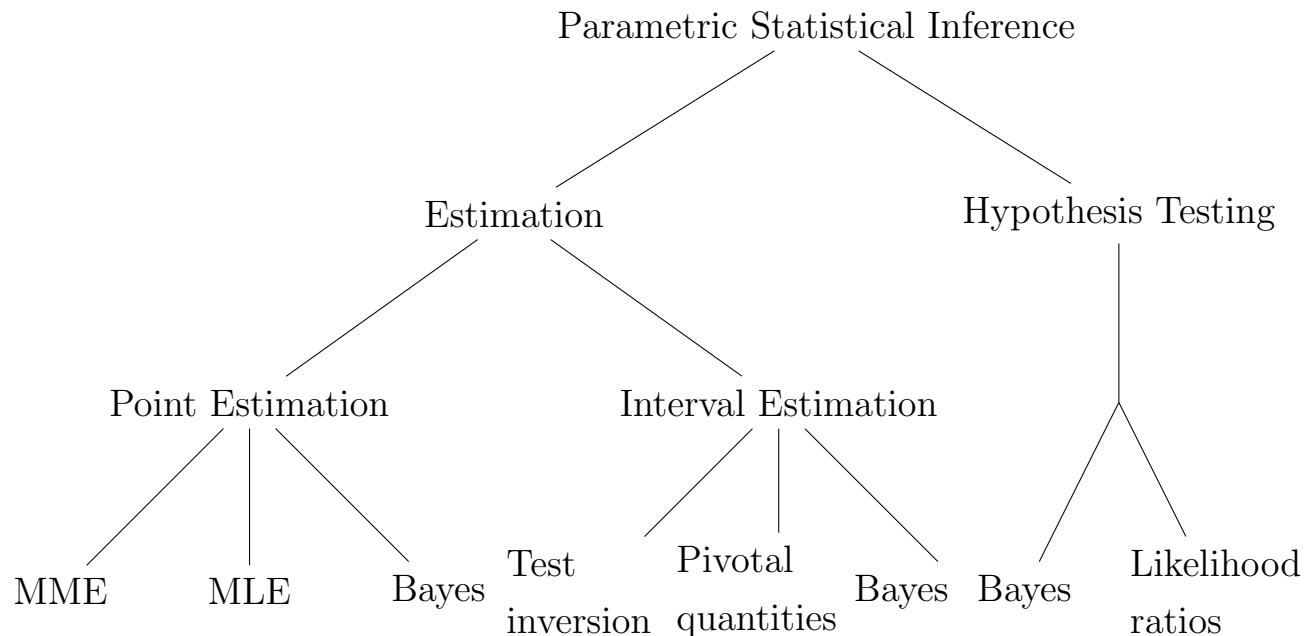 Parametric Statistical Inference
Estimation
Hypothesis Testing
Point Estimation
Interval Estimation
MME
MLE
Bayes
Test
inversion
Pivotal
quantities
Bayes
Bayes
Likelihood
ratios